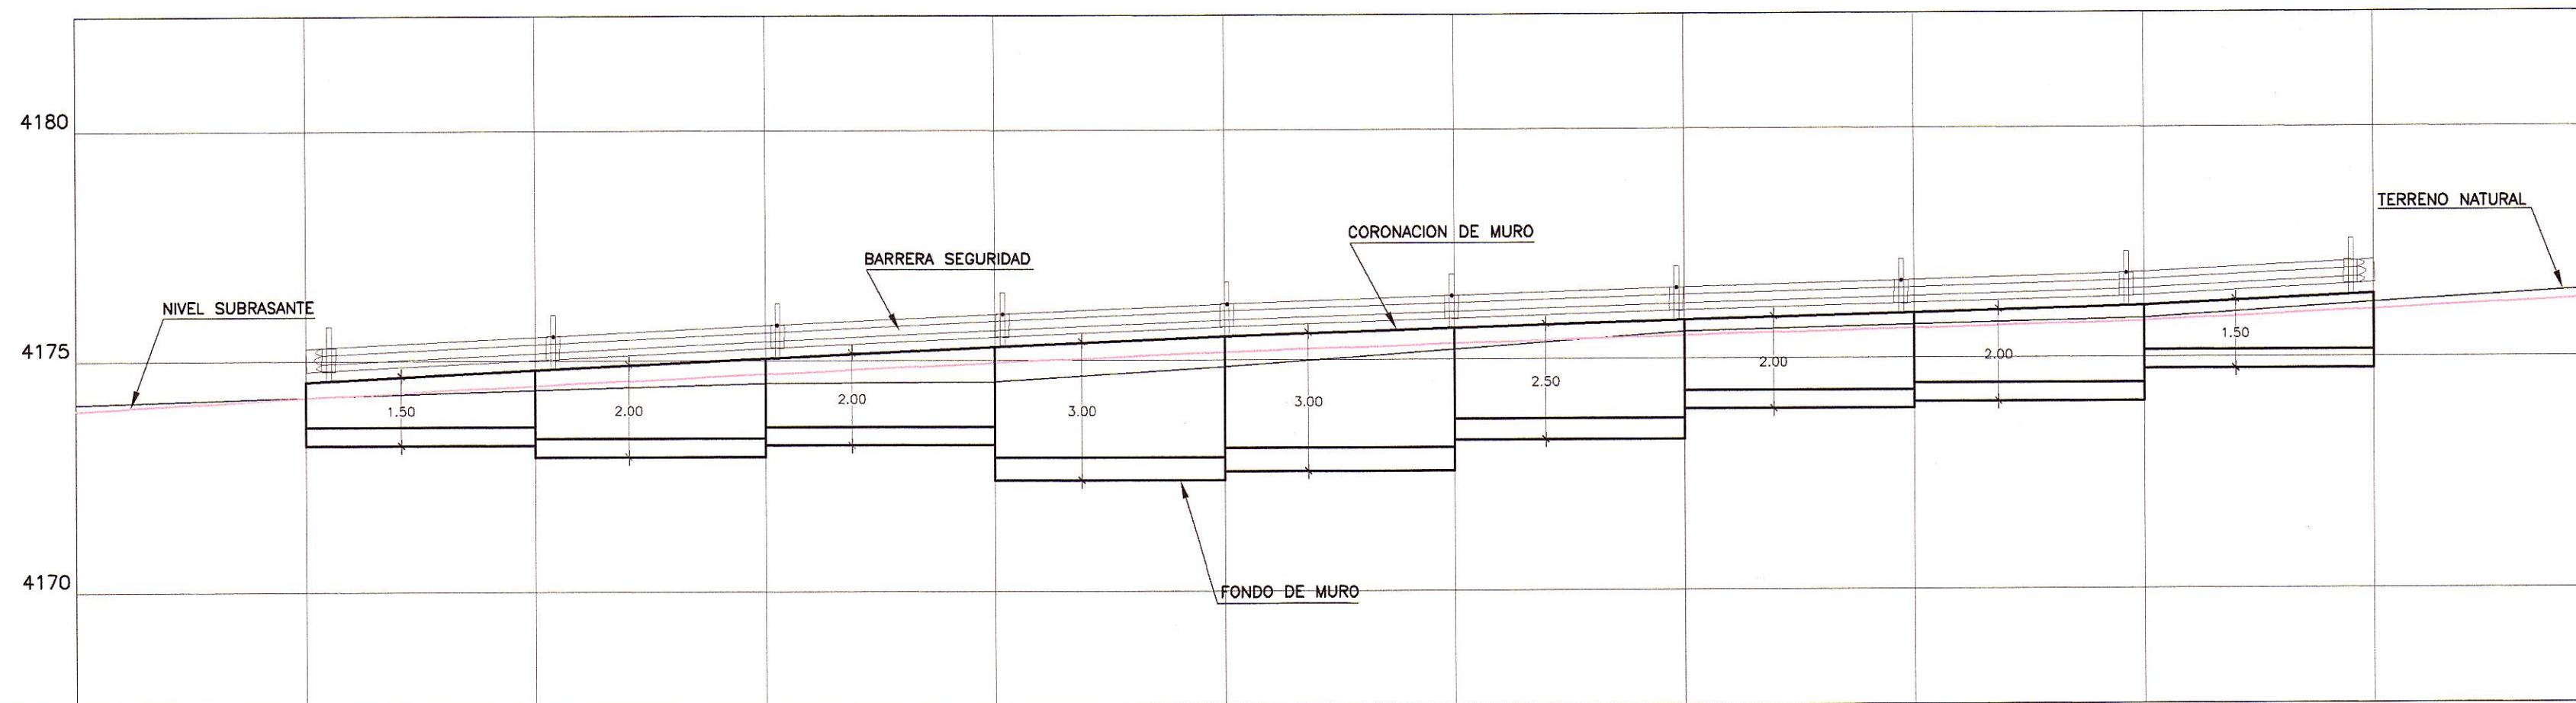 4180
TERRENO NATURAL
CORONACION DE MURO
BARRERA SEGURIDAD
NIVEL SUBRASANTE
4175
1.50
2.00
2.00
3.00
3.00
2.50
2.00
2.00
1.50
4170
FONDO DE MURO